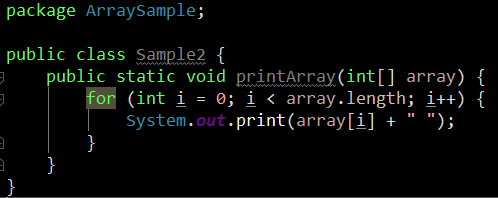 package ArraySample;
public class Sample2 {
public static void printArray(int[] array) {
for (int i = 0; i < array.length; i++) {
System.out.print(array[i] + " ");
}
}
}